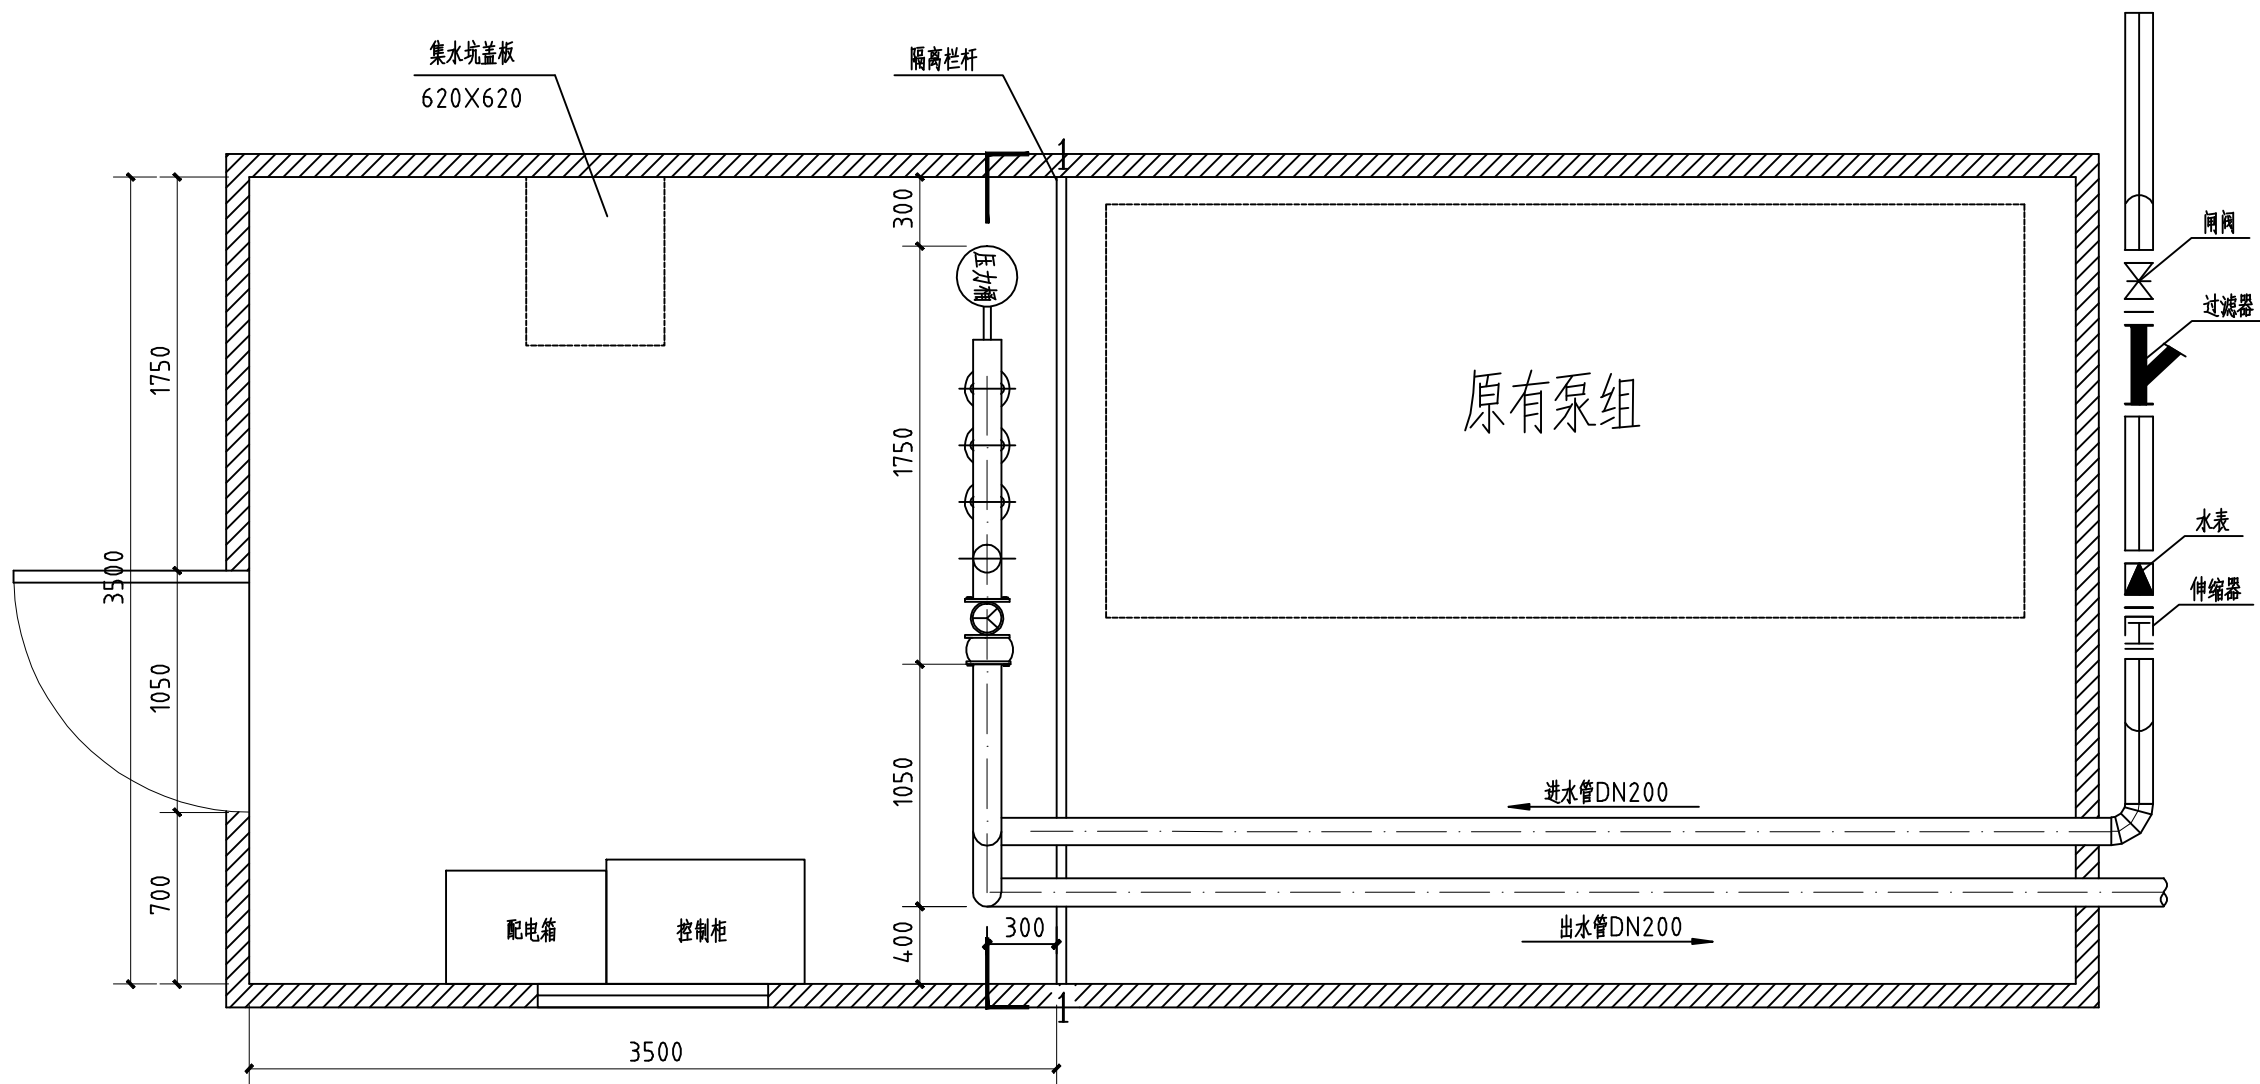 集水坑盖板
620X620
隔离栏杆
1
300
压力桶
闸阀
过滤器
1750
1750
原有泵组
水表
3500
伸缩器
1050
1050
进水管DN200
700
配电箱
控制柜
400
300
出水管DN200
1
3500